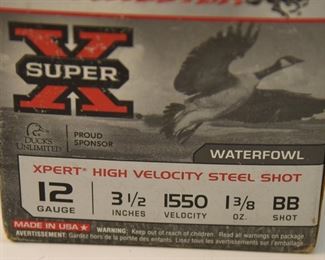 SUPER
X
DUCKS UNLIMITED
PROUD SPONSOR
WATERFOWL
XPERT® HIGH VELOCITY STEEL SHOT
12 GAUGE
3 1/2 INCHES
1550 VELOCITY
1 3/8 OZ.
BB SHOT
MADE IN USA★
WARNING: Keep out of reach of children. Read all warnings on package.
AVERTISSEMENT: Gardez hors de la portée des enfants. Lisez tous les avertissements sur l'emballage.